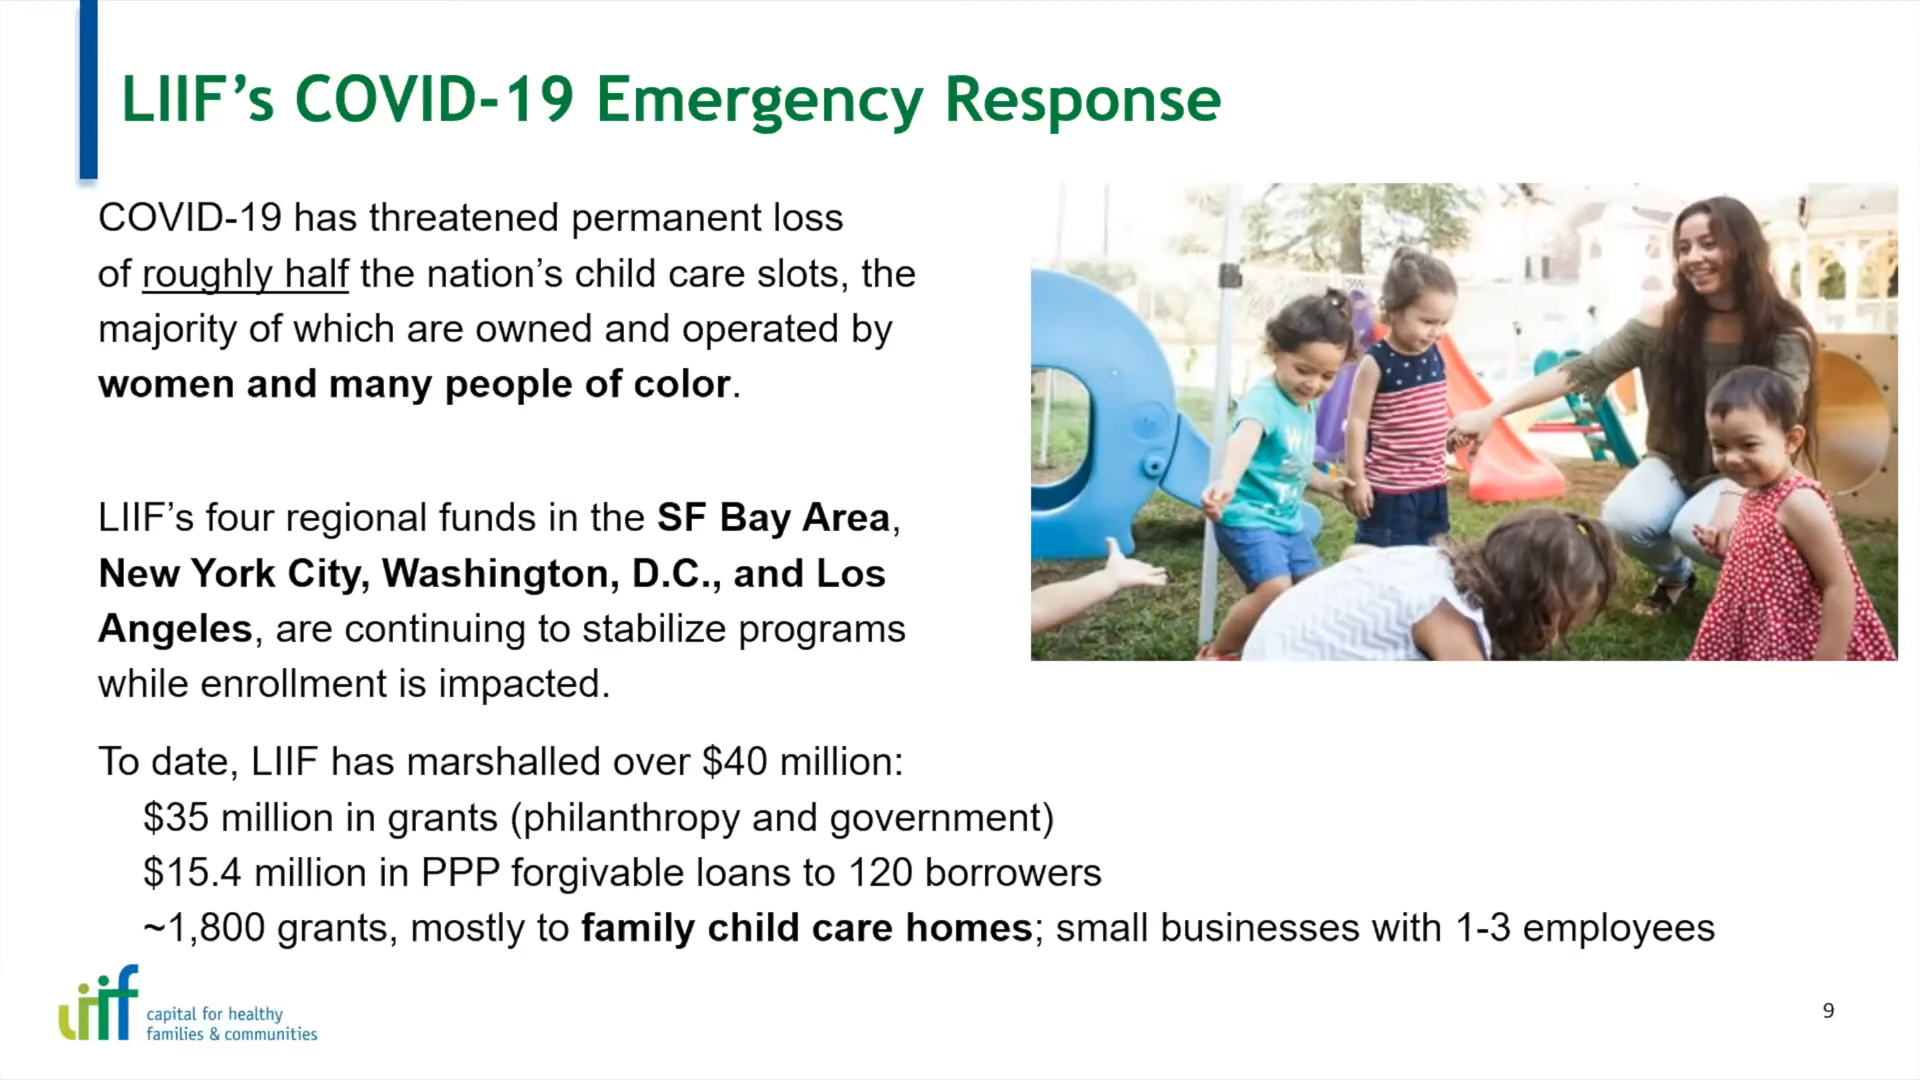 LIIF’s COVID-19 Emergency Response
COVID-19 has threatened permanent loss
of roughly half the nation’s child care slots, the
majority of which are owned and operated by
women and many people of color.
LIIF’s four regional funds in the SF Bay Area,
New York City, Washington, D.C., and Los
Angeles, are continuing to stabilize programs
while enrollment is impacted.
To date, LIIF has marshalled over $40 million:
$35 million in grants (philanthropy and government)
$15.4 million in PPP forgivable loans to 120 borrowers
~1,800 grants, mostly to family child care homes; small businesses with 1-3 employees
liif
capital for healthy
families & communities
9